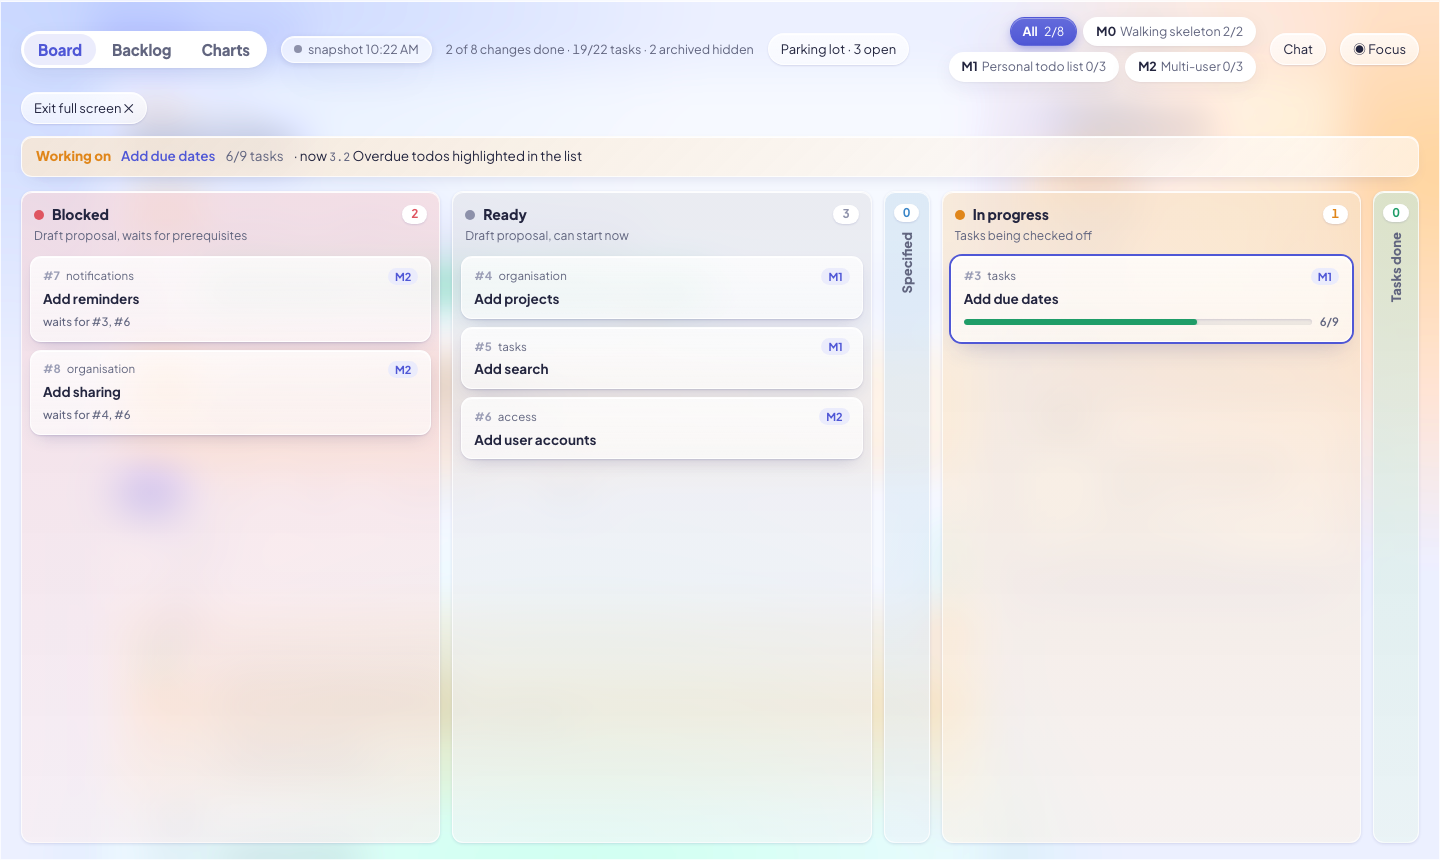 Board Backlog Charts
snapshot 10:22 AM
2 of 8 changes done · 19/22 tasks · 2 archived hidden
Parking lot · 3 open
All 2/8
M0 Walking skeleton 2/2
M1 Personal todo list 0/3
M2 Multi-user 0/3
Chat
Focus
Exit full screen
Working on Add due dates 6/9 tasks · now 3.2 Overdue todos highlighted in the list
Blocked 2
Draft proposal, waits for prerequisites
#7 notifications M2
Add reminders
waits for #3, #6
#8 organisation M2
Add sharing
waits for #4, #6
Ready 3
Draft proposal, can start now
#4 organisation M1
Add projects
#5 tasks M1
Add search
#6 access M2
Add user accounts
0
Specified
In progress 1
Tasks being checked off
#3 tasks M1
Add due dates
6/9
0
Tasks done